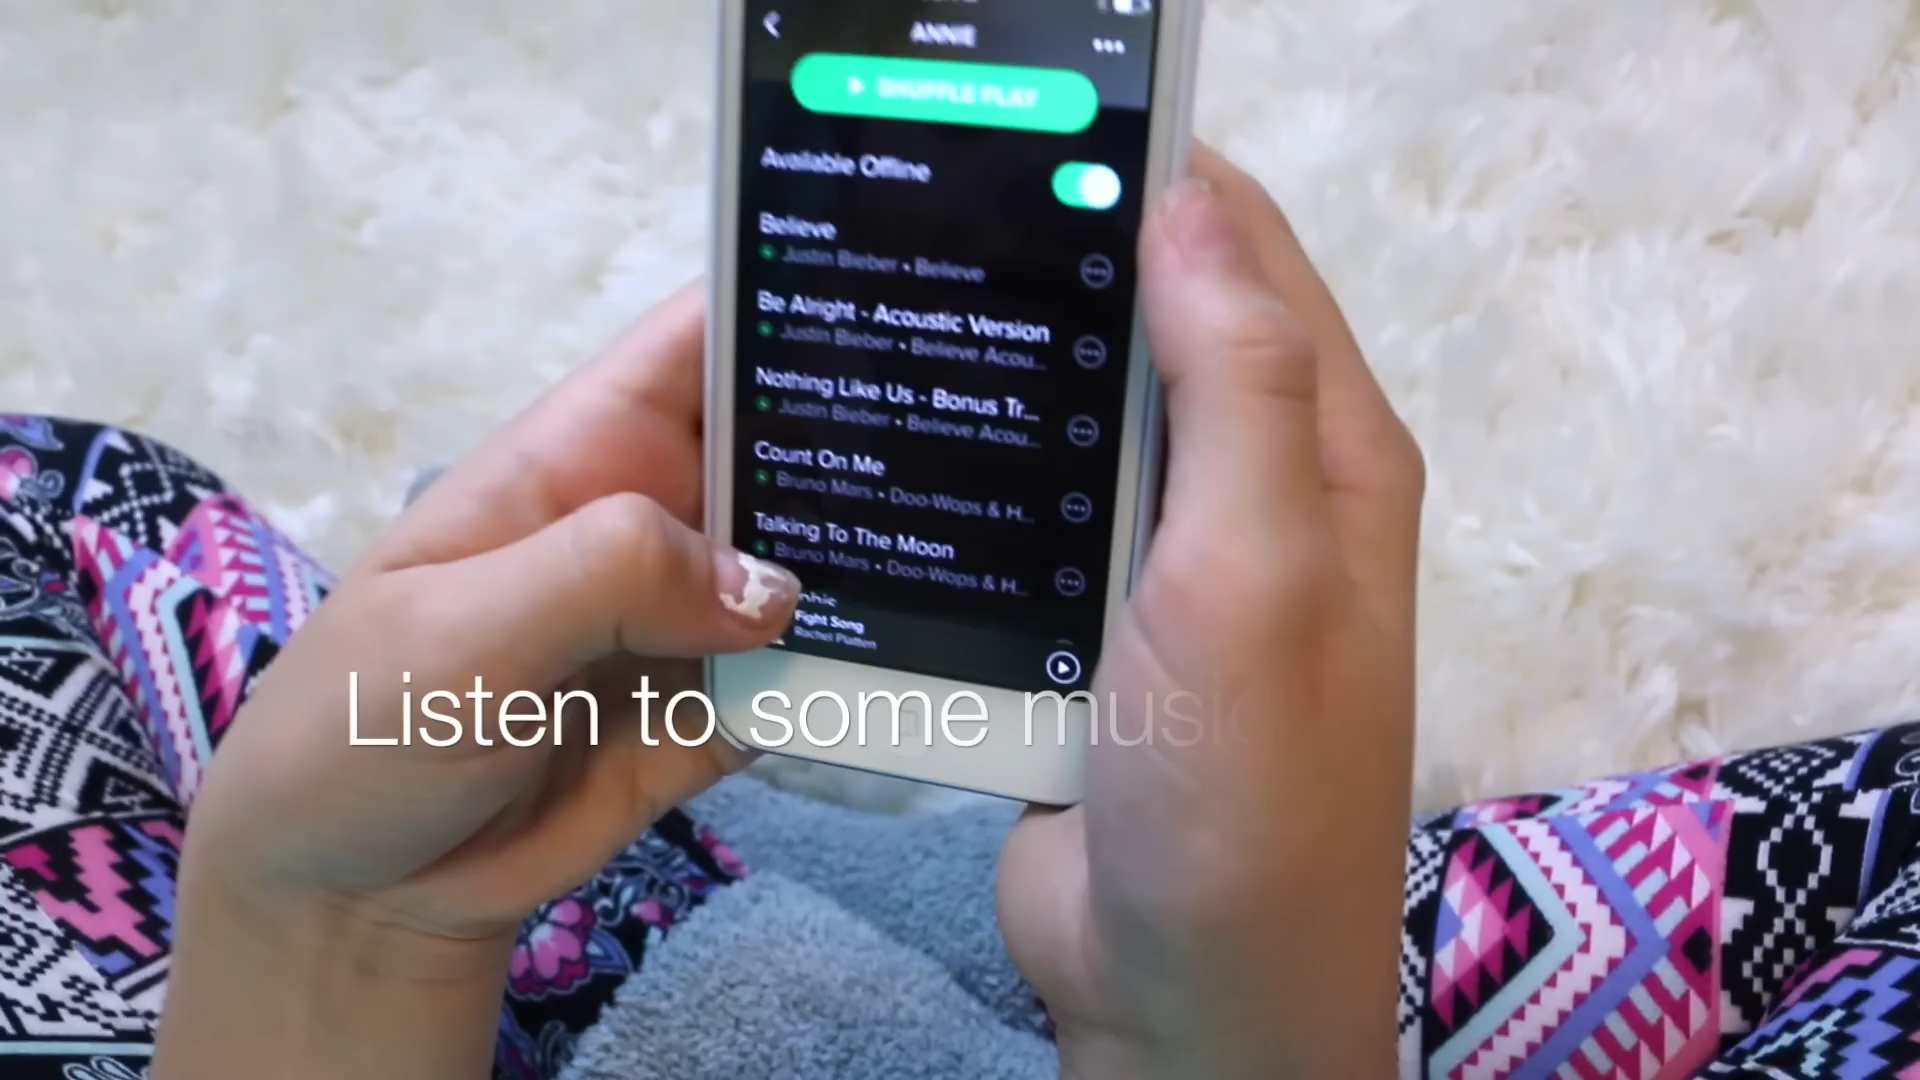 ANNIE
SHUFFLE PLAY
Available Offline
Believe
Justin Bieber • Believe
Be Alright - Acoustic Version
Justin Bieber • Believe Acou...
Nothing Like Us - Bonus Tr...
Justin Bieber • Believe Acou...
Count On Me
Bruno Mars • Doo-Wops & H...
Talking To The Moon
Bruno Mars • Doo-Wops & H...
Fight Song
Rachel Platten
Listen to some music